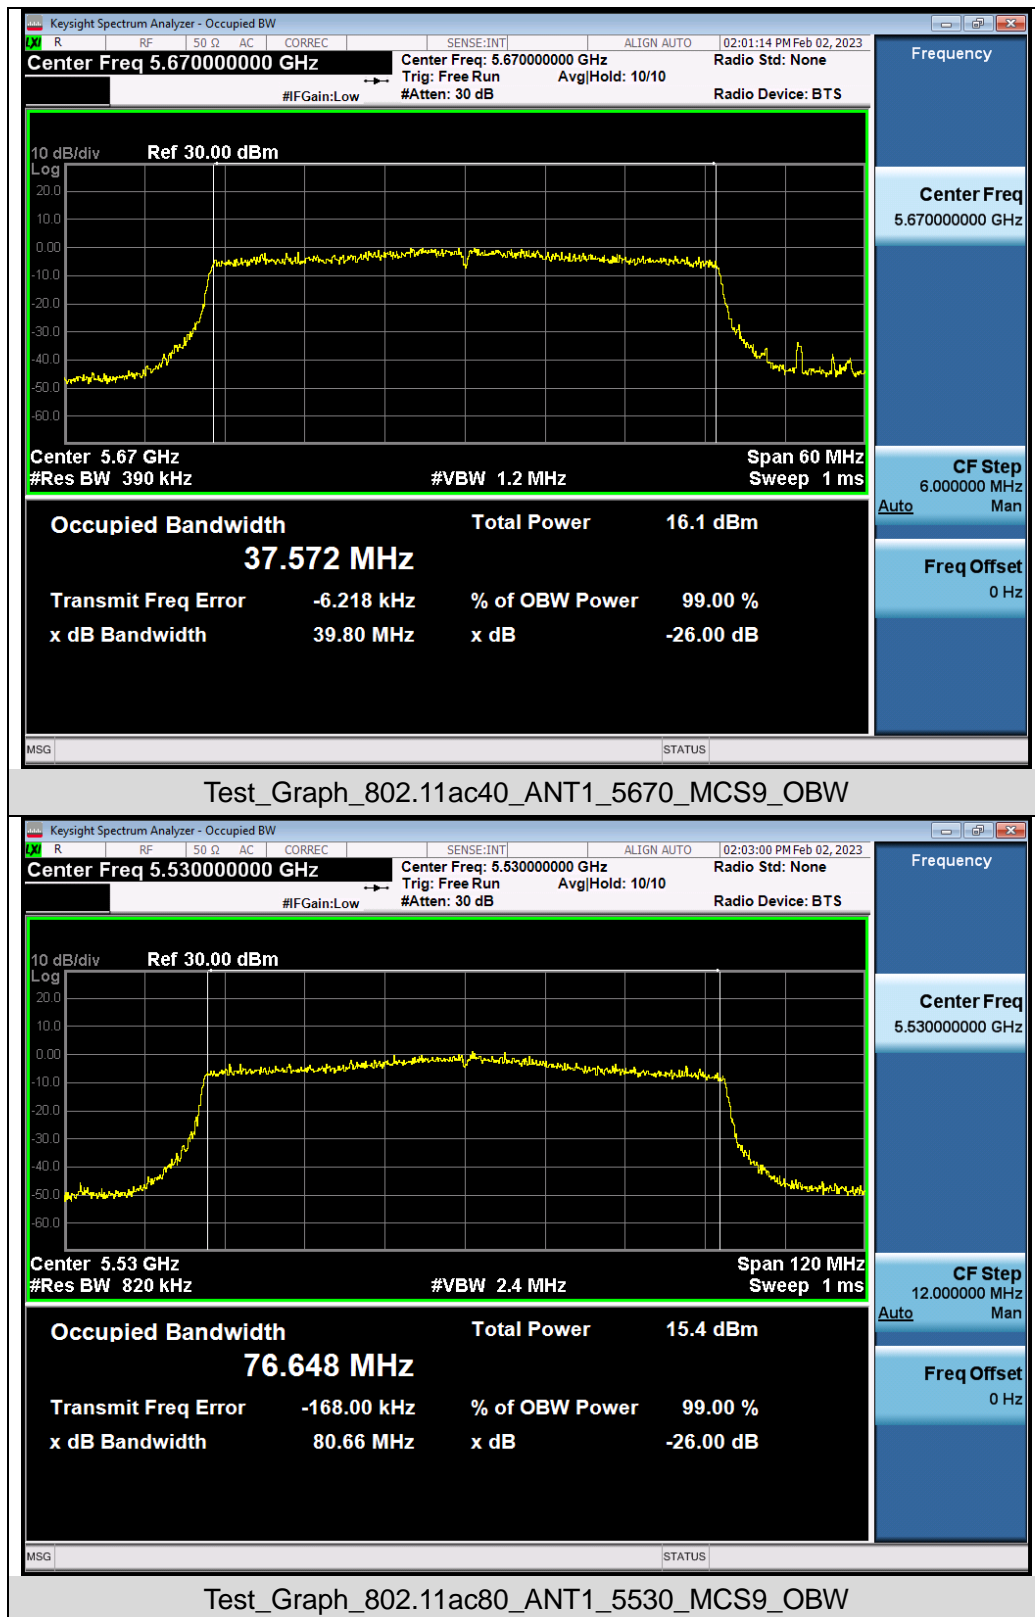 Keysight Spectrum Analyzer - Occupied BW
LXI R RF 50 Ω AC CORREC SENSE:INT ALIGN AUTO 02:01:14 PM Feb 02, 2023
Center Freq 5.670000000 GHz
Center Freq: 5.670000000 GHz Radio Std: None
Trig: Free Run Avg|Hold: 10/10
#IFGain:Low #Atten: 30 dB Radio Device: BTS
Frequency
10 dB/div Ref 30.00 dBm
Log
20.0
10.0
0.00
-10.0
-20.0
-30.0
-40.0
-50.0
-60.0
Center 5.67 GHz Span 60 MHz
#Res BW 390 kHz #VBW 1.2 MHz Sweep 1 ms
Center Freq
5.670000000 GHz
CF Step
6.000000 MHz
Auto Man
Freq Offset
0 Hz
Occupied Bandwidth Total Power 16.1 dBm
37.572 MHz
Transmit Freq Error -6.218 kHz % of OBW Power 99.00 %
x dB Bandwidth 39.80 MHz x dB -26.00 dB
MSG STATUS
Test_Graph_802.11ac40_ANT1_5670_MCS9_OBW
Keysight Spectrum Analyzer - Occupied BW
LXI R RF 50 Ω AC CORREC SENSE:INT ALIGN AUTO 02:03:00 PM Feb 02, 2023
Center Freq 5.530000000 GHz
Center Freq: 5.530000000 GHz Radio Std: None
Trig: Free Run Avg|Hold: 10/10
#IFGain:Low #Atten: 30 dB Radio Device: BTS
Frequency
10 dB/div Ref 30.00 dBm
Log
20.0
10.0
0.00
-10.0
-20.0
-30.0
-40.0
-50.0
-60.0
Center 5.53 GHz Span 120 MHz
#Res BW 820 kHz #VBW 2.4 MHz Sweep 1 ms
Center Freq
5.530000000 GHz
CF Step
12.000000 MHz
Auto Man
Freq Offset
0 Hz
Occupied Bandwidth Total Power 15.4 dBm
76.648 MHz
Transmit Freq Error -168.00 kHz % of OBW Power 99.00 %
x dB Bandwidth 80.66 MHz x dB -26.00 dB
MSG STATUS
Test_Graph_802.11ac80_ANT1_5530_MCS9_OBW